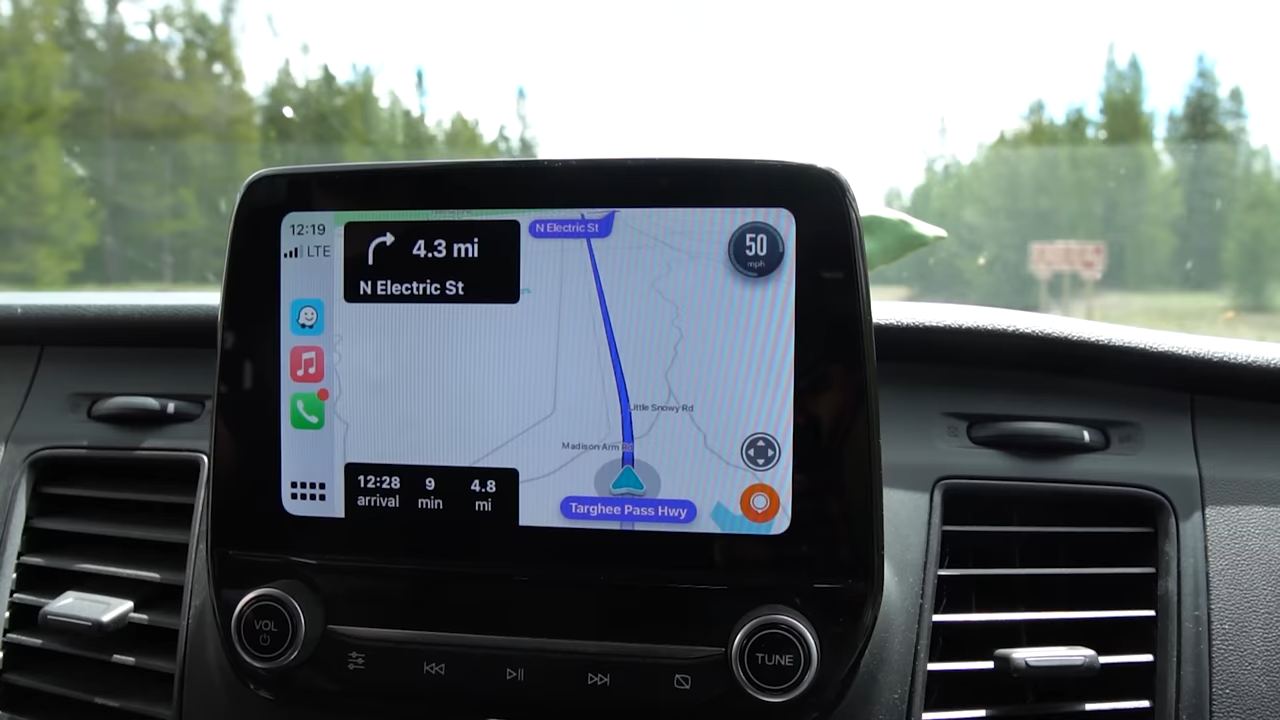 12:19
LTE
4.3 mi
N Electric St
N Electric St
50
mph
Little Snowy Rd
Madison Arm Rd
12:28 9 4.8
arrival min mi
Targhee Pass Hwy
VOL
TUNE